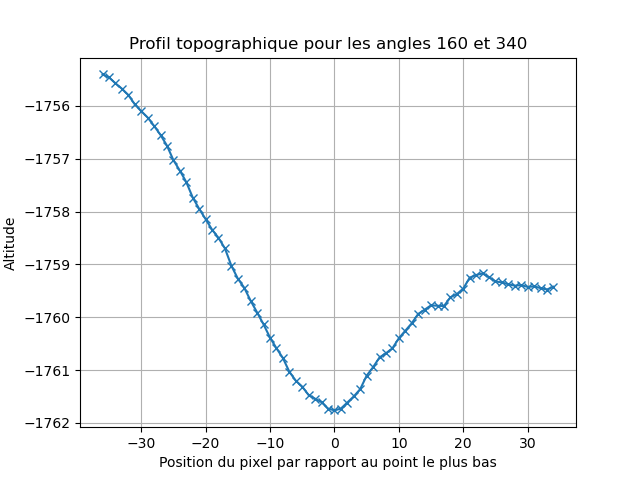 Profil topographique pour les angles 160 et 340
−1756
−1757
−1758
−1759
−1760
−1761
−1762
Altitude
−30 −20 −10 0 10 20 30
Position du pixel par rapport au point le plus bas